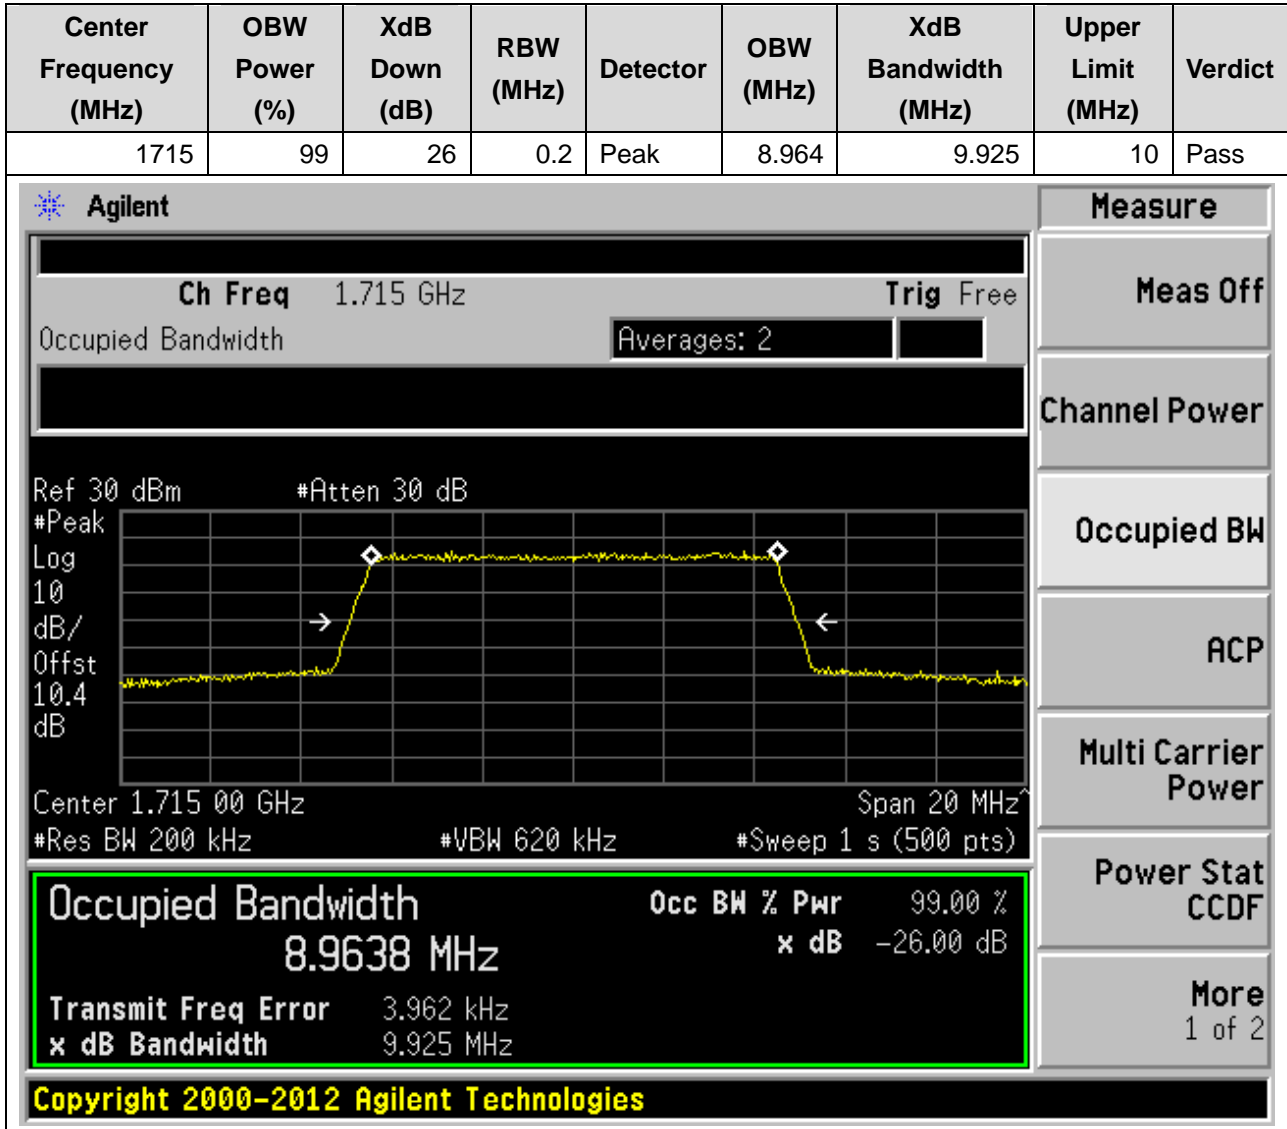 Center Frequency (MHz) OBW Power (%) XdB Down (dB) RBW (MHz) Detector OBW (MHz) XdB Bandwidth (MHz) Upper Limit (MHz) Verdict
1715 99 26 0.2 Peak 8.964 9.925 10 Pass
Agilent
Measure
Ch Freq 1.715 GHz Trig Free
Meas Off
Occupied Bandwidth Averages: 2
Channel Power
Ref 30 dBm #Atten 30 dB
#Peak
Log
10
dB/
Offst
10.4
dB
Occupied BW
ACP
Multi Carrier
Power
Center 1.715 00 GHz Span 20 MHz^
#Res BW 200 kHz #VBW 620 kHz #Sweep 1 s (500 pts)
Power Stat
CCDF
Occupied Bandwidth
8.9638 MHz
Occ BW % Pwr 99.00 %
x dB -26.00 dB
Transmit Freq Error 3.962 kHz
x dB Bandwidth 9.925 MHz
More
1 of 2
Copyright 2000-2012 Agilent Technologies